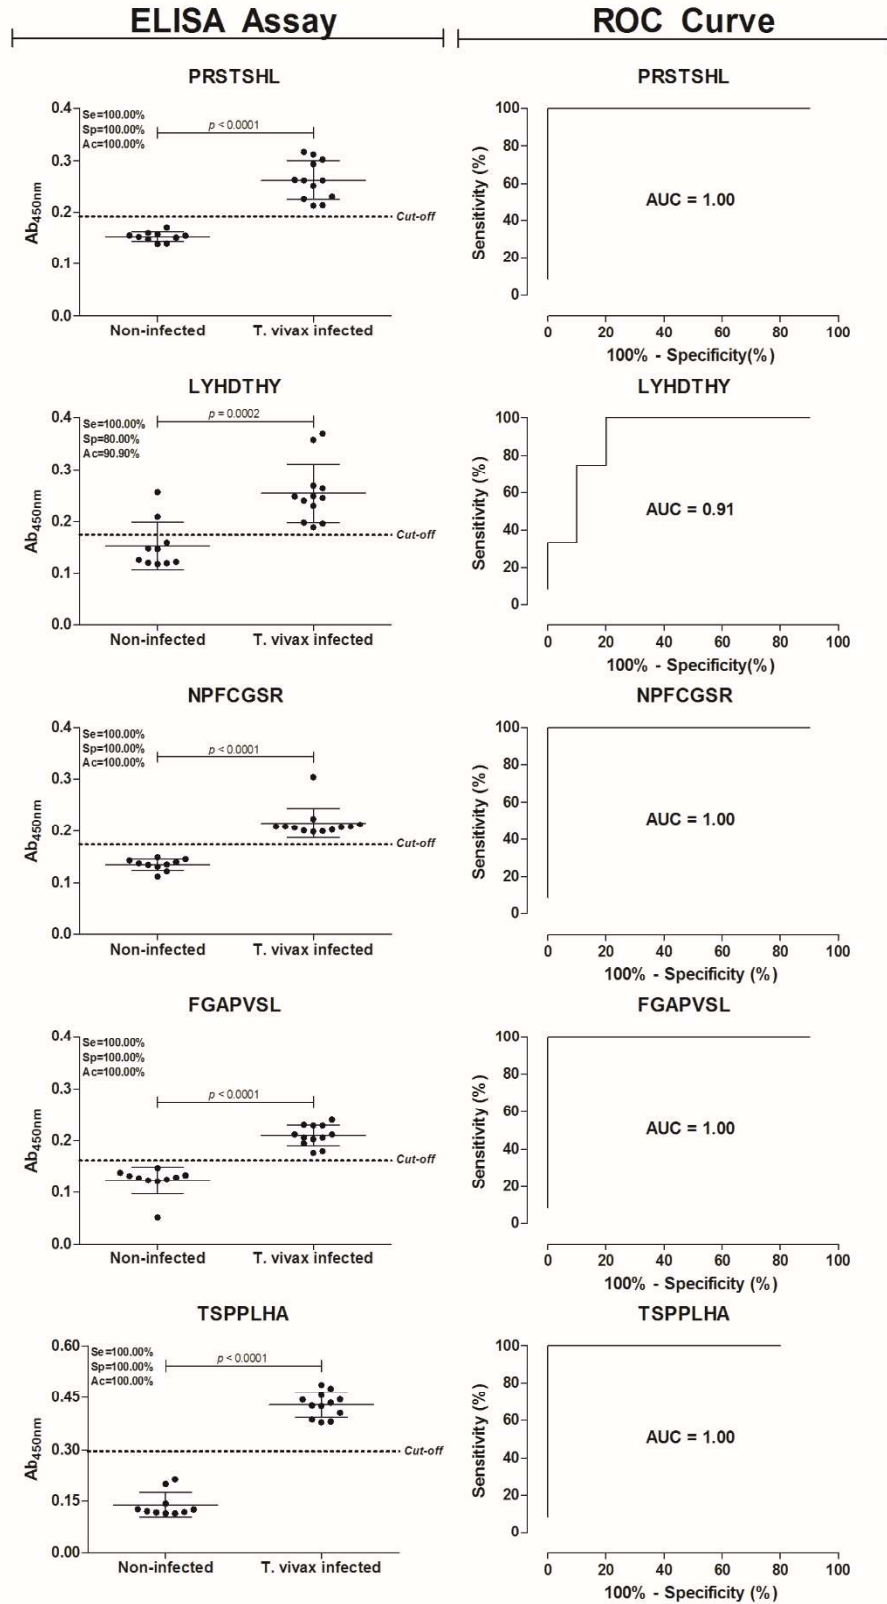 ELISA Assay
ROC Curve
PRSTSHL
Se=100.00%
Sp=100.00%
Ac=100.00%
p < 0.0001
0.4
0.3
0.2
0.1
0.0
Ab450nm
Cut-off
Non-infected
T. vivax infected
PRSTSHL
100
80
60
40
20
0
Sensitivity (%)
AUC = 1.00
0 20 40 60 80 100
100% - Specificity(%)
LYHDTHY
Se=100.00%
Sp=80.00%
Ac=90.90%
p = 0.0002
0.4
0.3
0.2
0.1
0.0
Ab450nm
Cut-off
Non-infected
T. vivax infected
LYHDTHY
100
80
60
40
20
0
Sensitivity (%)
AUC = 0.91
0 20 40 60 80 100
100% - Specificity(%)
NPFCGSR
Se=100.00%
Sp=100.00%
Ac=100.00%
p < 0.0001
0.4
0.3
0.2
0.1
0.0
Ab450nm
Cut-off
Non-infected
T. vivax infected
NPFCGSR
100
80
60
40
20
0
Sensitivity (%)
AUC = 1.00
0 20 40 60 80 100
100% - Specificity (%)
FGAPVSL
Se=100.00%
Sp=100.00%
Ac=100.00%
p < 0.0001
0.4
0.3
0.2
0.1
0.0
Ab450nm
Cut-off
Non-infected
T. vivax infected
FGAPVSL
100
80
60
40
20
0
Sensitivity (%)
AUC = 1.00
0 20 40 60 80 100
100% - Specificity (%)
TSPPLHA
Se=100.00%
Sp=100.00%
Ac=100.00%
p < 0.0001
0.60
0.45
0.30
0.15
0.00
Ab450nm
Cut-off
Non-infected
T. vivax infected
TSPPLHA
100
80
60
40
20
0
Sensitivity (%)
AUC = 1.00
0 20 40 60 80 100
100% - Specificity (%)